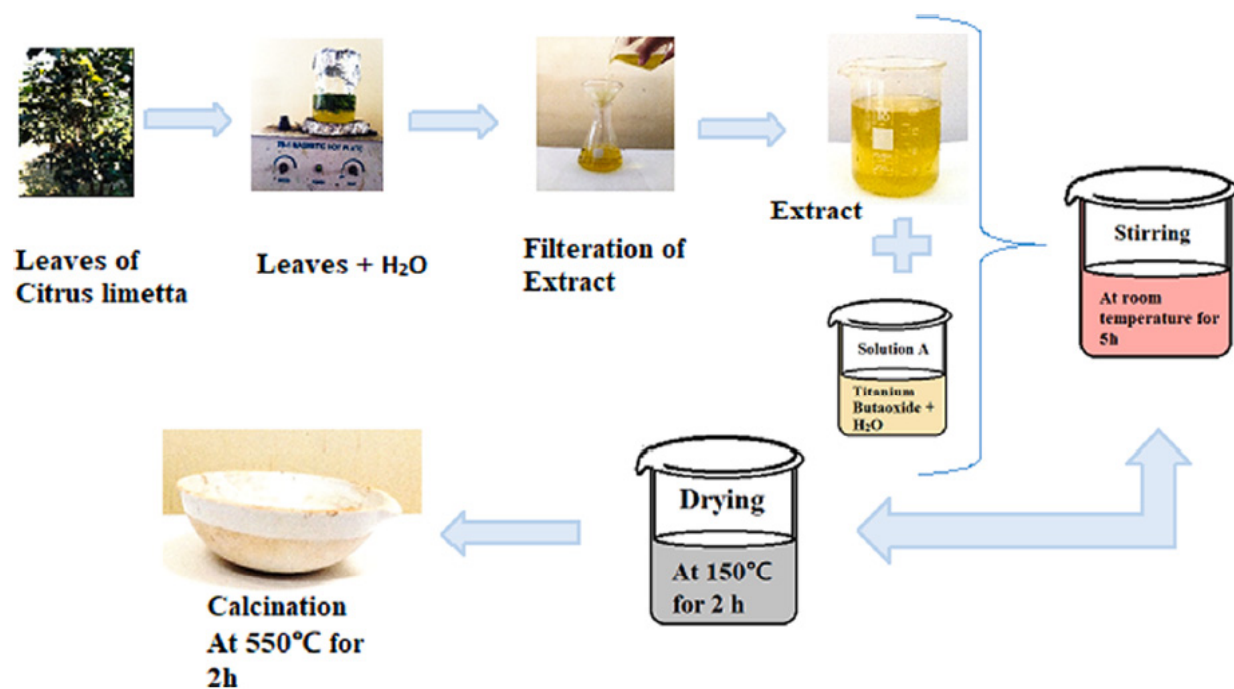 Leaves of
Citrus limetta
Leaves + H₂O
Filteration of
Extract
Extract
Solution A
Titanium
Butaoxide +
H₂O
Stirring
At room
temperature for
5h
Drying
At 150℃
for 2 h
Calcination
At 550℃ for
2h